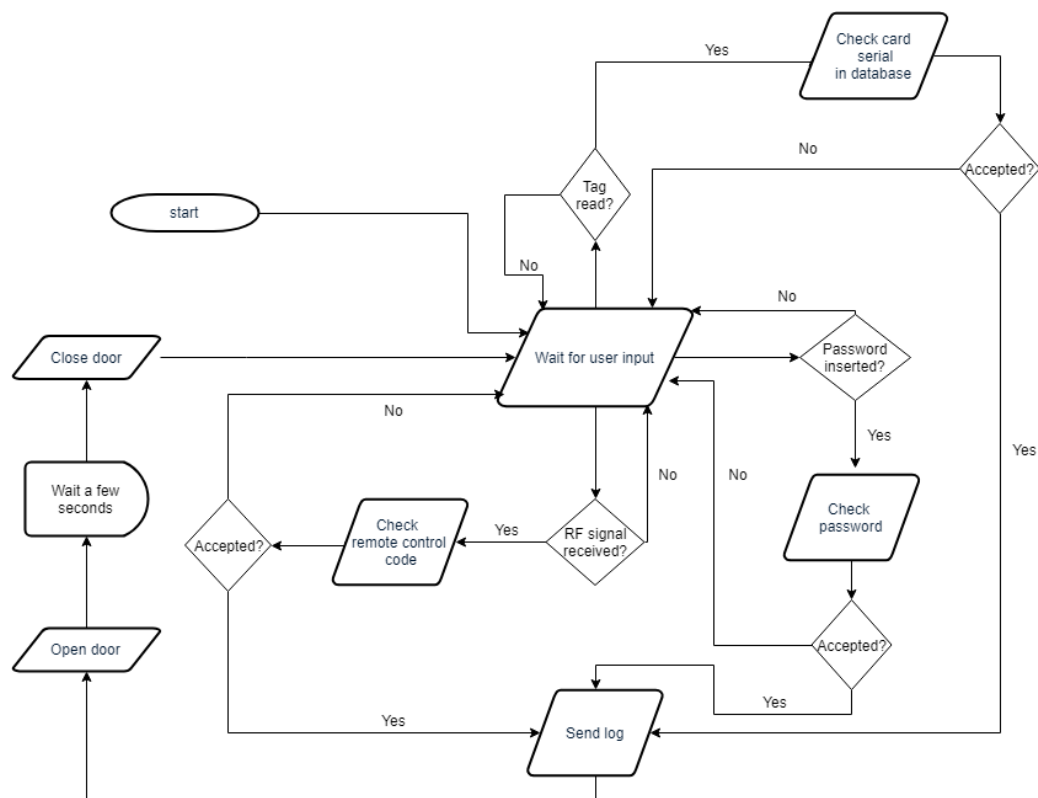 Yes
Check card
serial
in database
No
Accepted?
Tag
read?
start
No
No
Close door
Wait for user input
Password
inserted?
No
Yes
Yes
No
No
Wait a few
seconds
Check
remote control
code
Yes
RF signal
received?
Check
password
Accepted?
Open door
Accepted?
Yes
Yes
Send log